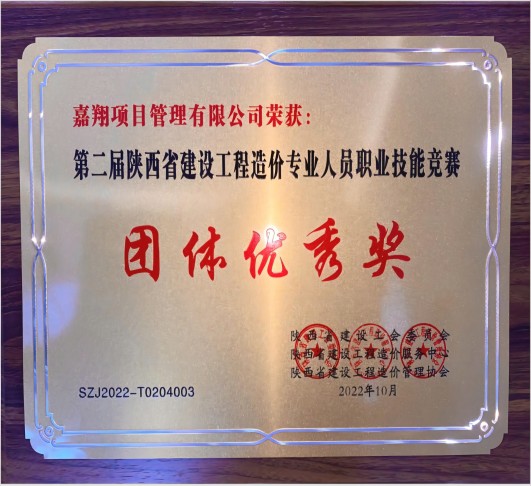 嘉翔项目管理有限公司荣获：
第二届陕西省建设工程造价专业人员职业技能竞赛
团体优秀奖
陕西省建设工会委员会
陕西省建设工程造价服务中心
陕西省建设工程造价管理协会
SZJ2022-T0204003
2022年10月